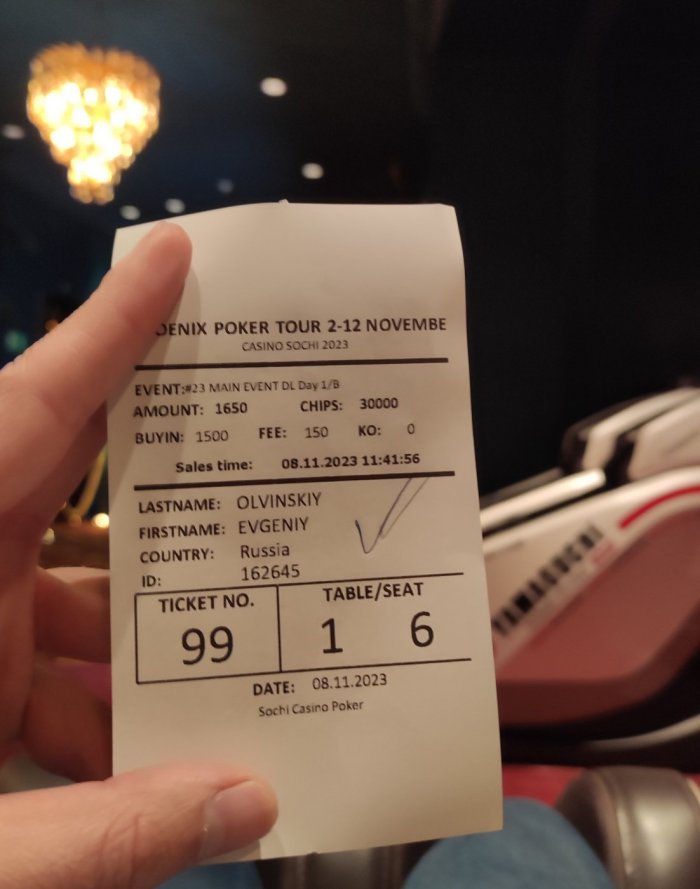 OENIX POKER TOUR 2-12 NOVEMBE
CASINO SOCHI 2023
EVENT:#23 MAIN EVENT DL Day 1/B
AMOUNT: 1650 CHIPS: 30000
BUYIN: 1500 FEE: 150 KO: 0
Sales time: 08.11.2023 11:41:56
LASTNAME: OLVINSKIY
FIRSTNAME: EVGENIY
COUNTRY: Russia
ID: 162645
TICKET NO. TABLE/SEAT
99 1 6
DATE: 08.11.2023
Sochi Casino Poker
YAMAGUCHI